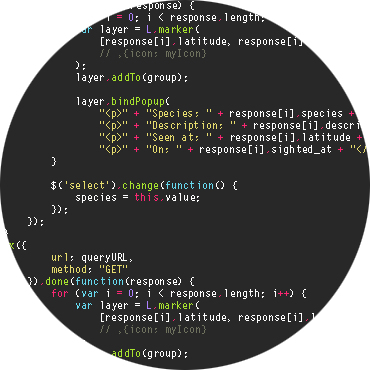 response) {
i = 0; i < response.length;
var layer = L.marker(
[response[i].latitude, response[i]
// ,{icon: myIcon}
);
layer.addTo(group);
layer.bindPopup(
"<p>" + "Species: " + response[i].species +
"<p>" + "Description: " + response[i].descri
"<p>" + "Seen at: " + response[i].latitude +
"<p>" + "On: " + response[i].sighted_at + "</
}
$('select').change(function() {
species = this.value;
});
});
({
url: queryURL,
method: "GET"
}).done(function(response) {
for (var i = 0; i < response.length; i++) {
var layer = L.marker(
[response[i].latitude, response[i].l
// ,{icon: myIcon}
addTo(group);